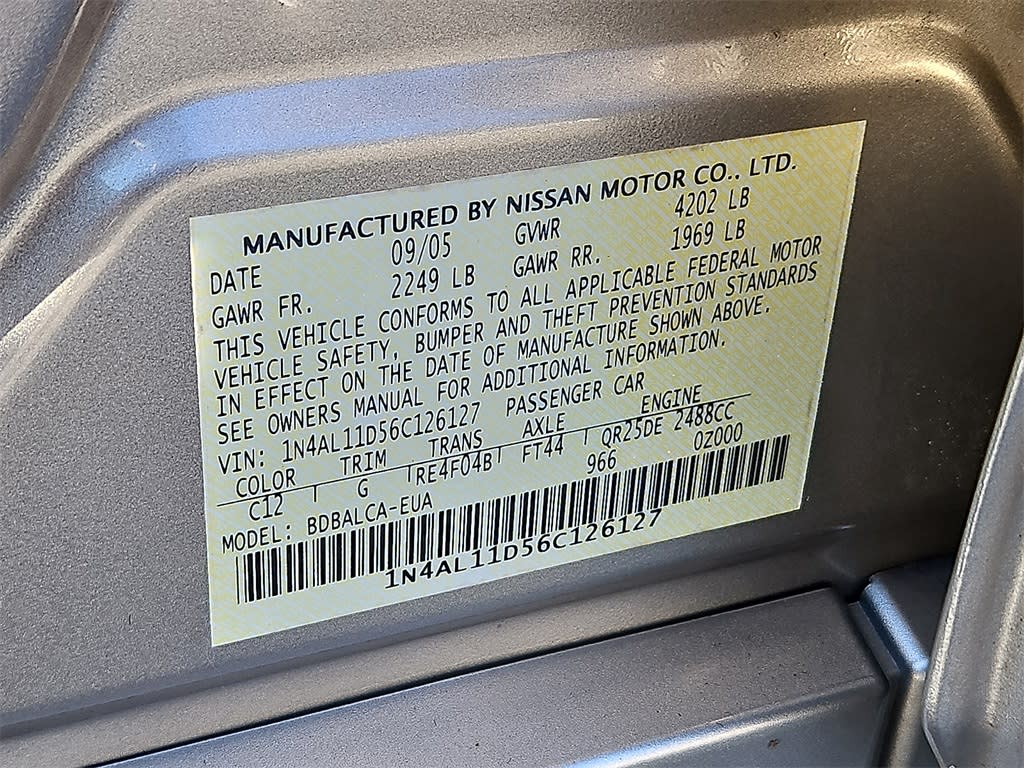 MANUFACTURED BY NISSAN MOTOR CO., LTD.
DATE 09/05 GVWR 4202 LB
GAWR FR. 2249 LB GAWR RR. 1969 LB
THIS VEHICLE CONFORMS TO ALL APPLICABLE FEDERAL MOTOR
VEHICLE SAFETY, BUMPER AND THEFT PREVENTION STANDARDS
IN EFFECT ON THE DATE OF MANUFACTURE SHOWN ABOVE.
SEE OWNERS MANUAL FOR ADDITIONAL INFORMATION.
VIN: 1N4AL11D56C126127 PASSENGER CAR
COLOR TRIM TRANS AXLE ENGINE
C12 G RE4F04B FT44 QR25DE 2488CC
MODEL: BDBALCA-EUA 966 0Z000
1N4AL11D56C126127